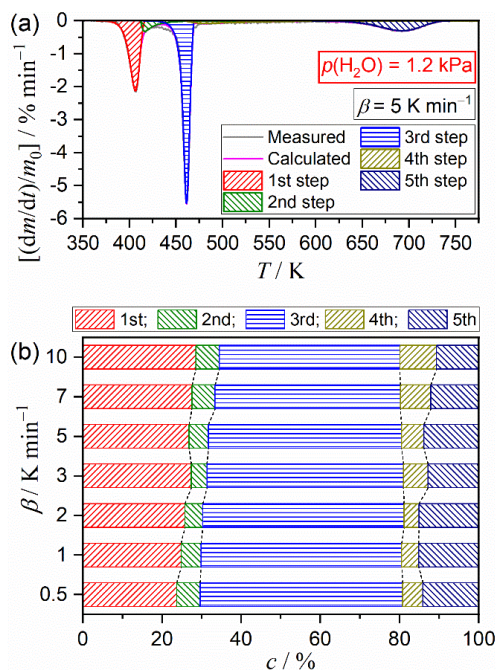 (a)
0
-1
-2
-3
-4
-5
-6
[(dm/dt)/m₀] / % min⁻¹
p(H₂O) = 1.2 kPa
β = 5 K min⁻¹
Measured
Calculated
1st step
2nd step
3rd step
4th step
5th step
350 400 450 500 550 600 650 700 750
T / K
1st; 2nd; 3rd; 4th; 5th
(b)
10
7
5
3
2
1
0.5
β / K min⁻¹
0 20 40 60 80 100
c / %